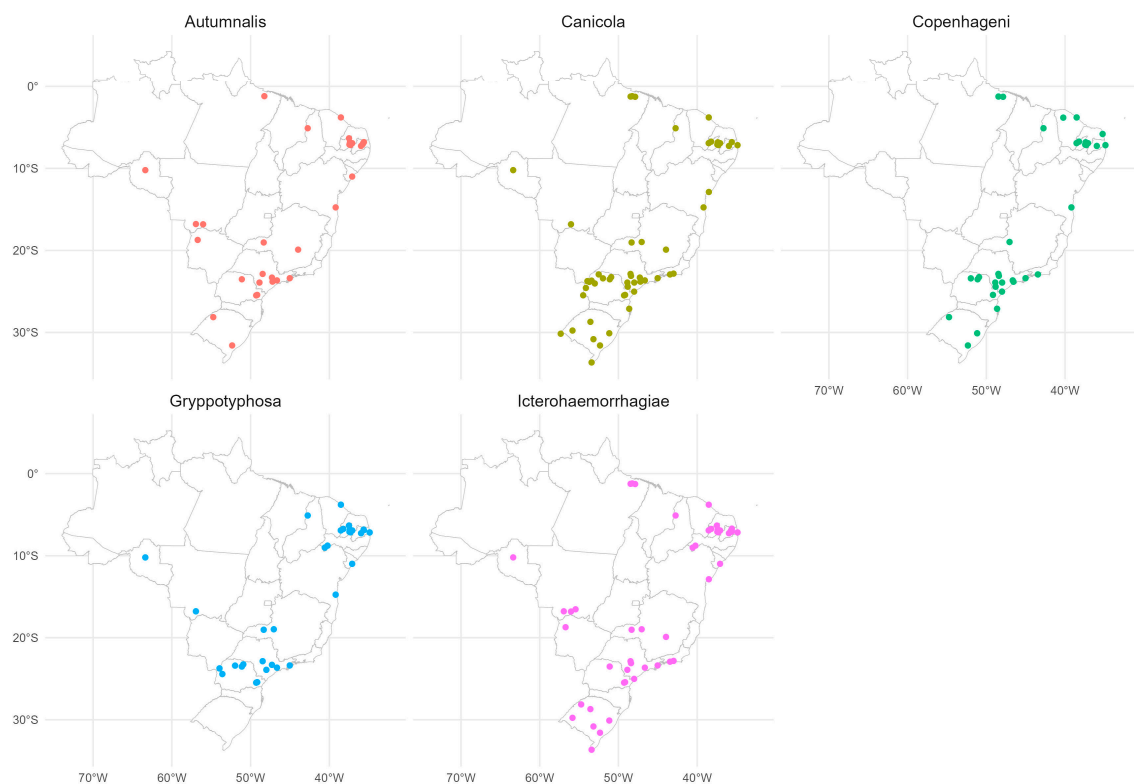 Autumnalis Canicola Copenhageni
0°
10°S
20°S
30°S
70°W 60°W 50°W 40°W
Gryppotyphosa Icterohaemorrhagiae
0°
10°S
20°S
30°S
70°W 60°W 50°W 40°W 70°W 60°W 50°W 40°W